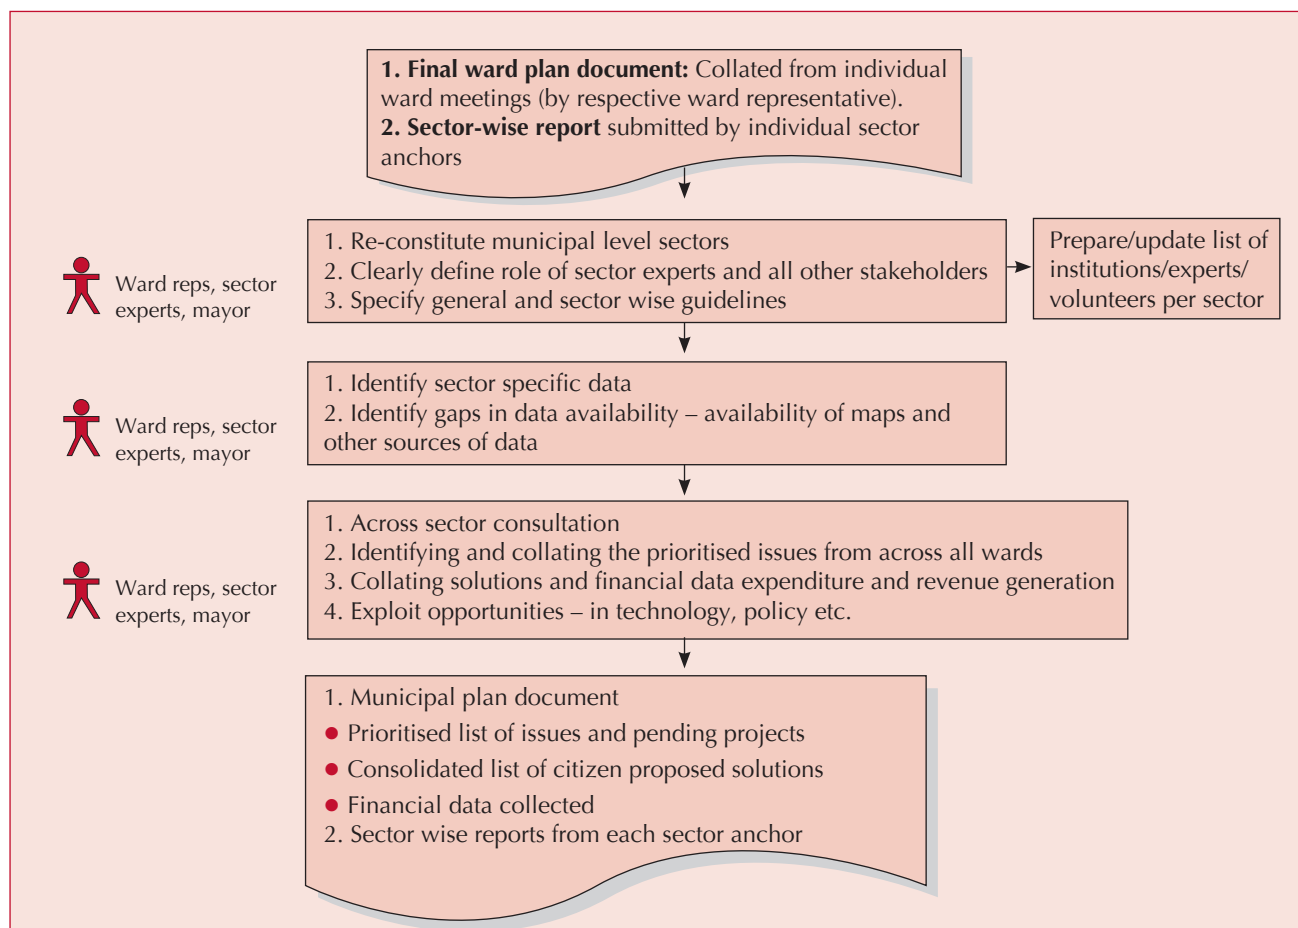 1. Final ward plan document: Collated from individual
ward meetings (by respective ward representative).
2. Sector-wise report submitted by individual sector
anchors
Ward reps, sector
experts, mayor
1. Re-constitute municipal level sectors
2. Clearly define role of sector experts and all other stakeholders
3. Specify general and sector wise guidelines
Prepare/update list of
institutions/experts/
volunteers per sector
Ward reps, sector
experts, mayor
1. Identify sector specific data
2. Identify gaps in data availability – availability of maps and
other sources of data
Ward reps, sector
experts, mayor
1. Across sector consultation
2. Identifying and collating the prioritised issues from across all wards
3. Collating solutions and financial data expenditure and revenue generation
4. Exploit opportunities – in technology, policy etc.
1. Municipal plan document
● Prioritised list of issues and pending projects
● Consolidated list of citizen proposed solutions
● Financial data collected
2. Sector wise reports from each sector anchor